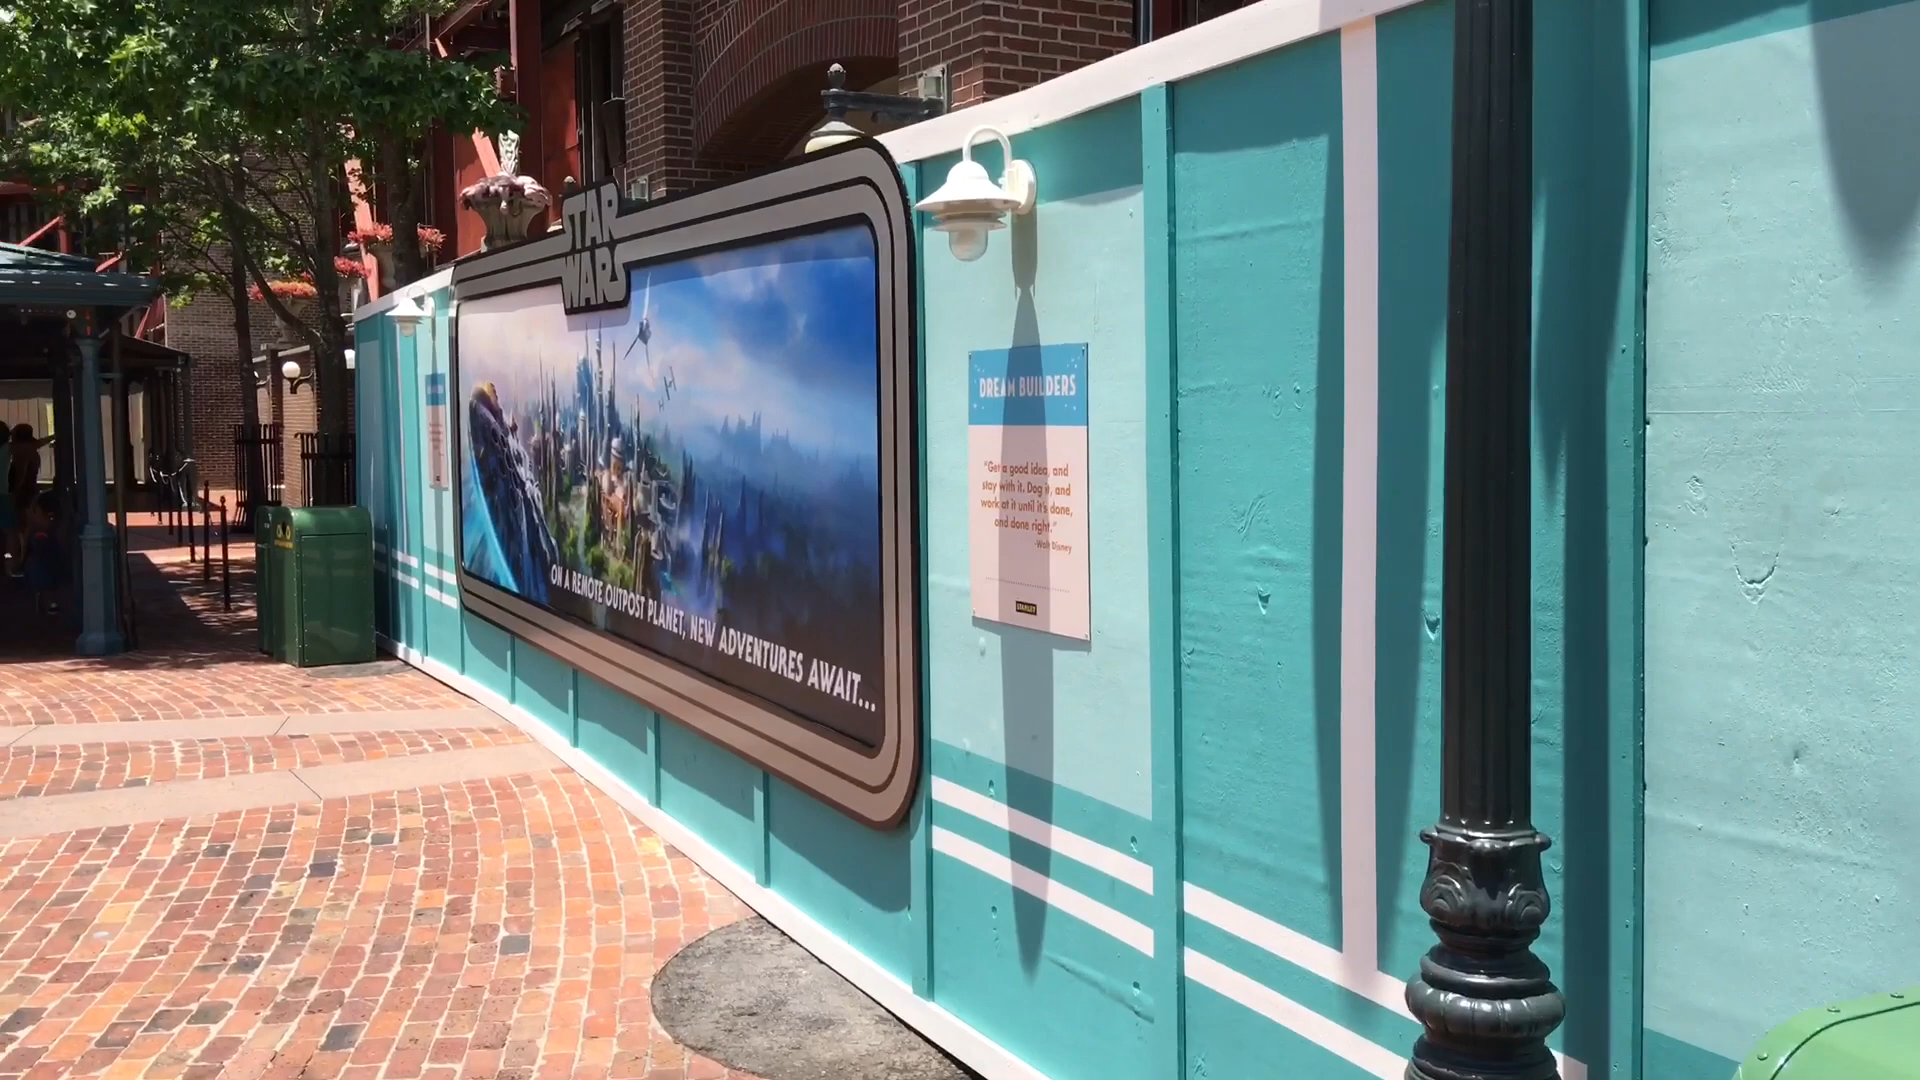 STAR
WARS
ON A REMOTE OUTPOST PLANET, NEW ADVENTURES AWAIT...
DREAM BUILDERS
"Get a good idea, and
stay with it. Dog it, and
work at it until it's done,
and done right."
-Walt Disney
STANLEY